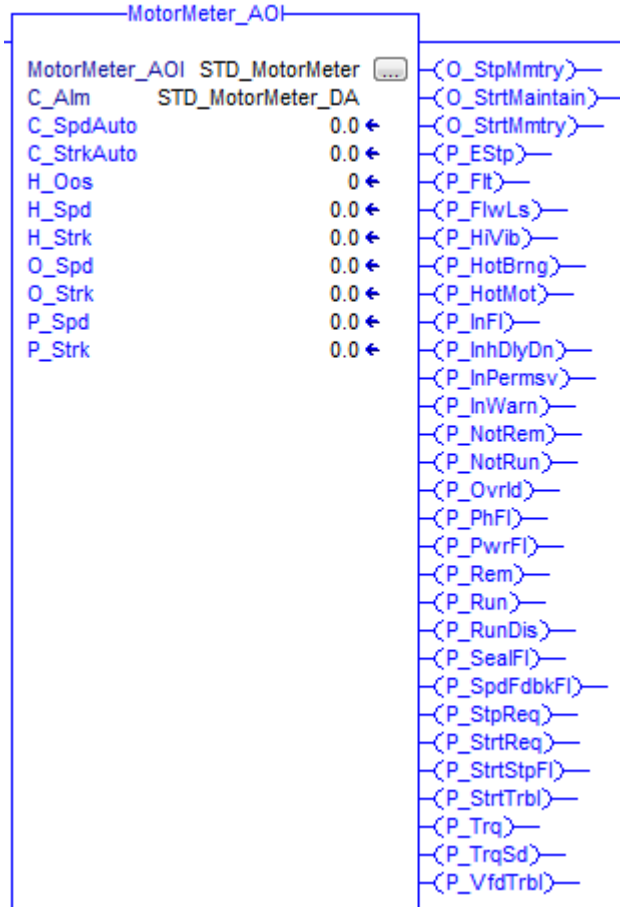 MotorMeter_AOI
MotorMeter_AOI STD_MotorMeter ... (O_StpMmtry)
C_Alm STD_MotorMeter_DA (O_StrtMaintain)
C_SpdAuto 0.0 (O_StrtMmtry)
C_StrkAuto 0.0 (P_EStp)
H_Oos 0 (P_Flt)
H_Spd 0.0 (P_FlwLs)
H_Strk 0.0 (P_HiVib)
O_Spd 0.0 (P_HotBrng)
O_Strk 0.0 (P_HotMot)
P_Spd 0.0 (P_InFl)
P_Strk 0.0 (P_InhDlyDn)
(P_InPermsv)
(P_InWarn)
(P_NotRem)
(P_NotRun)
(P_Ovrld)
(P_PhFl)
(P_PwrFl)
(P_Rem)
(P_Run)
(P_RunDis)
(P_SealFl)
(P_SpdFdbkFl)
(P_StpReq)
(P_StrtReq)
(P_StrtStpFl)
(P_StrtTrbl)
(P_Trq)
(P_TrqSd)
(P_VfdTrbl)